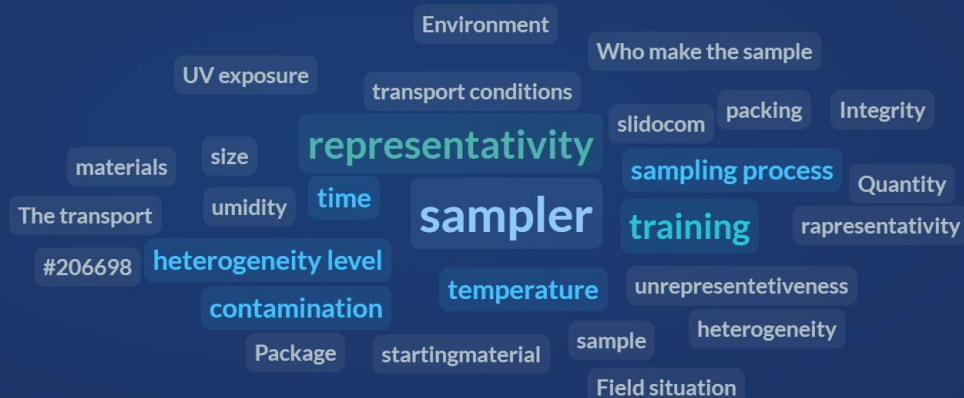 Environment
Who make the sample
UV exposure
transport conditions
packing
Integrity
slidocom
representativity
size
materials
sampling process
Quantity
time
umidity
The transport
sampler
training
rapresentativity
heterogeneity level
#206698
temperature
unrepresentetiveness
contamination
heterogeneity
sample
Package
startingmaterial
Field situation